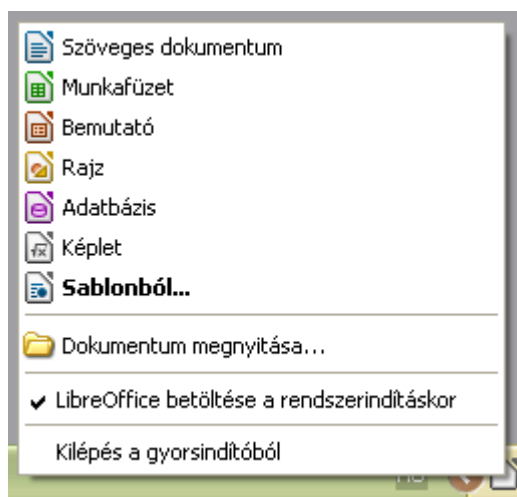 Szöveges dokumentum
Munkafüzet
Bemutató
Rajz
Adatbázis
Képlet
Sablonból...
Dokumentum megnyitása...
LibreOffice betöltése a rendszerindításkor
Kilépés a gyorsindítóból